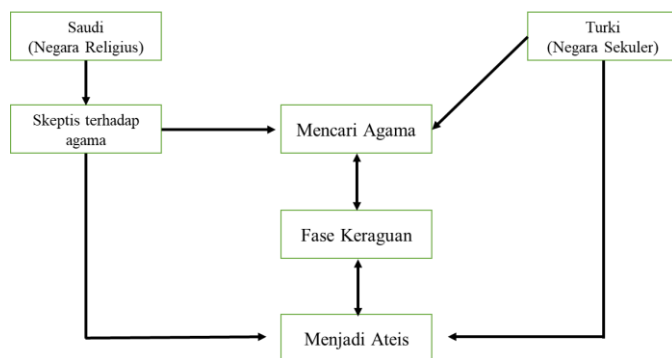 Saudi
(Negara Religius)
Turki
(Negara Sekuler)
Skeptis terhadap
agama
Mencari Agama
Fase Keraguan
Menjadi Ateis